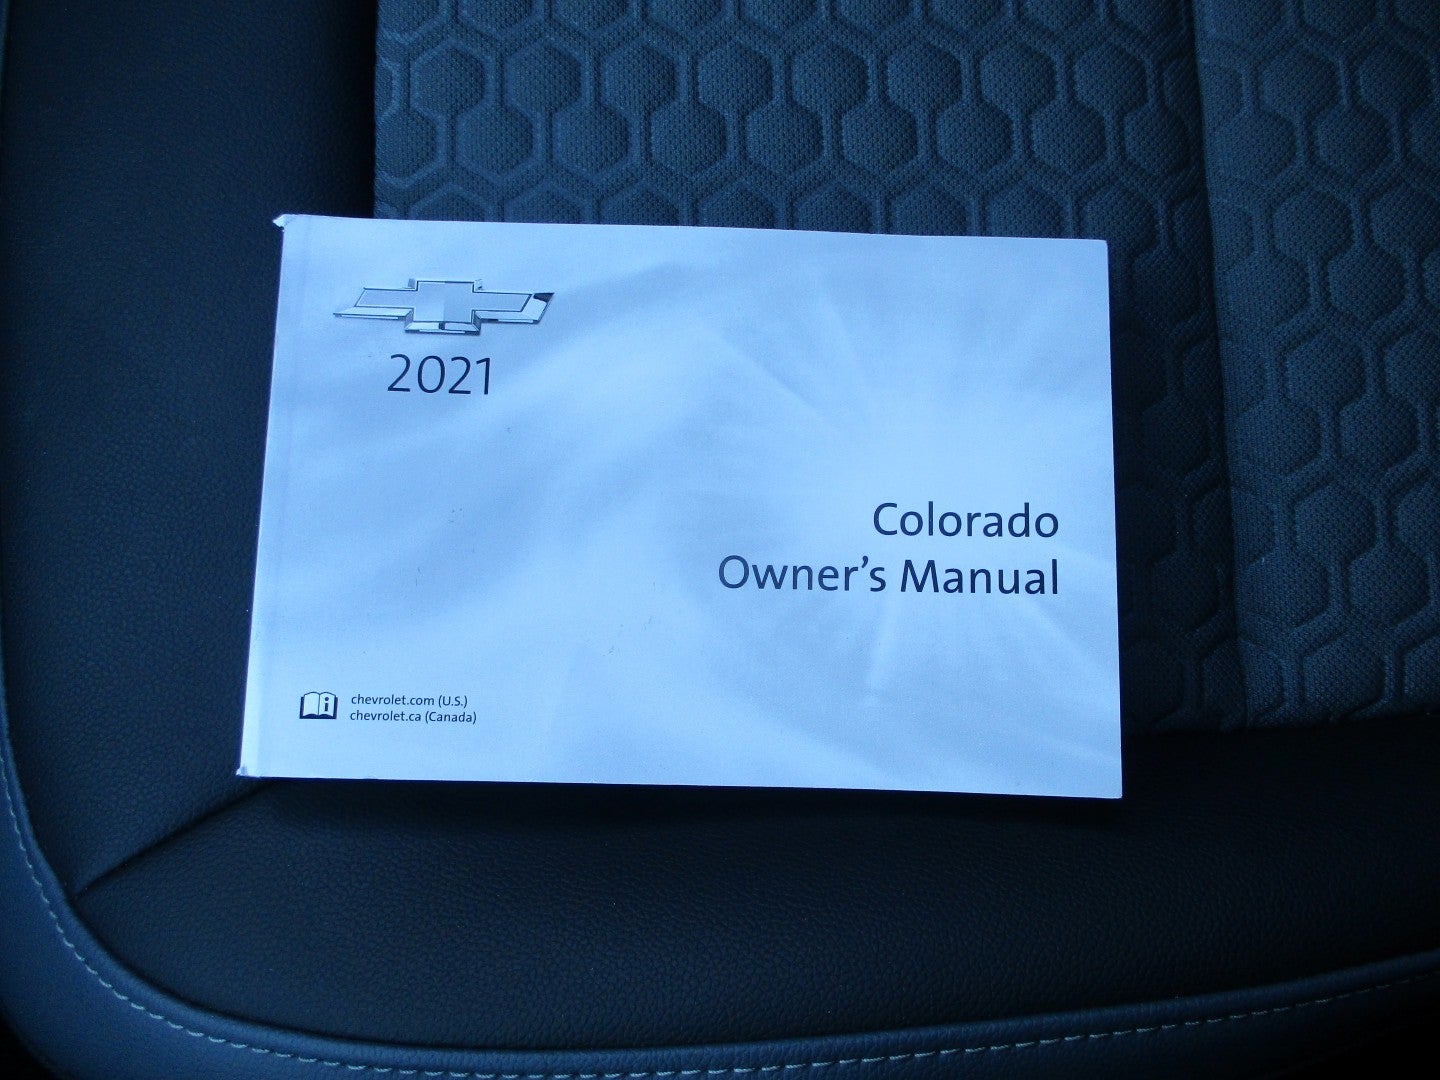 2021
Colorado
Owner's Manual
chevrolet.com (U.S.)
chevrolet.ca (Canada)